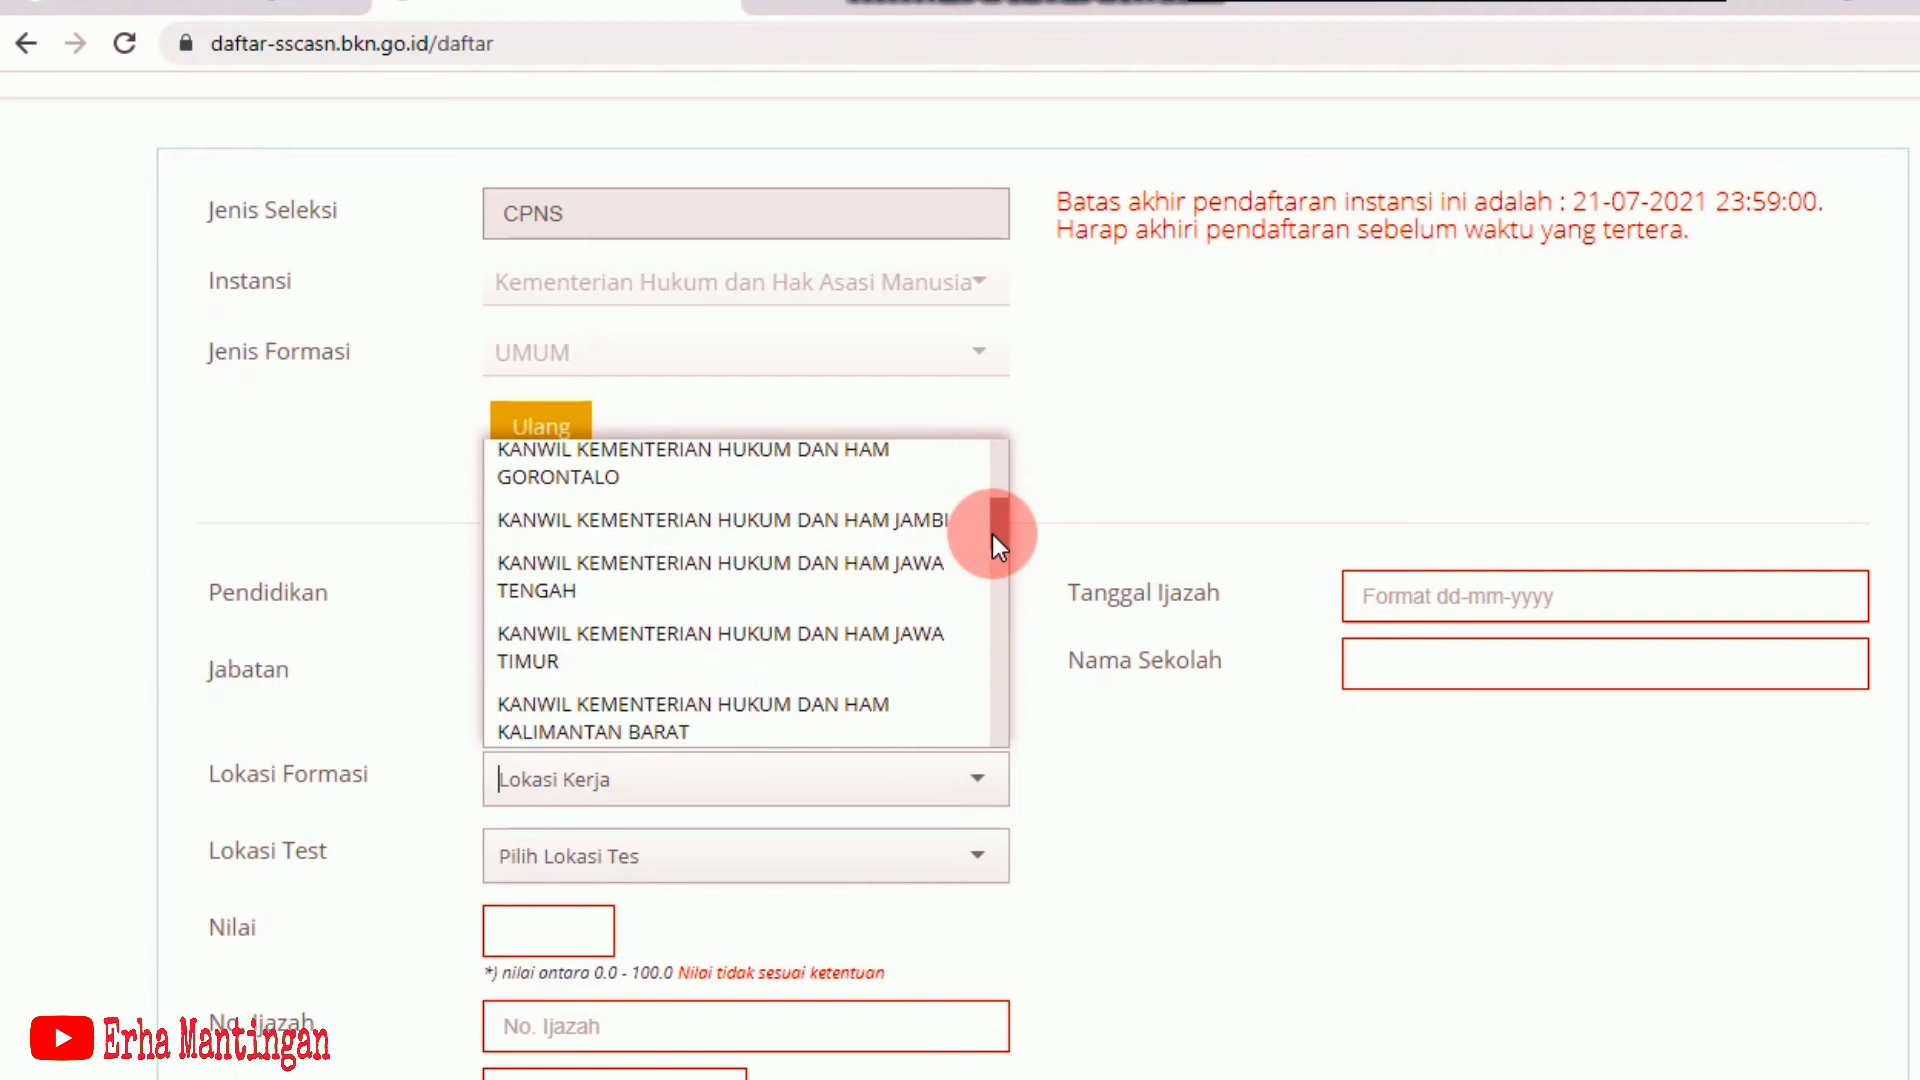 daftar-sscasn.bkn.go.id/daftar
Jenis Seleksi
CPNS
Batas akhir pendaftaran instansi ini adalah : 21-07-2021 23:59:00.
Harap akhiri pendaftaran sebelum waktu yang tertera.
Instansi
Kementerian Hukum dan Hak Asasi Manusia
Jenis Formasi
UMUM
Ulang
KANWIL KEMENTERIAN HUKUM DAN HAM
GORONTALO
KANWIL KEMENTERIAN HUKUM DAN HAM JAMBI
KANWIL KEMENTERIAN HUKUM DAN HAM JAWA
TENGAH
KANWIL KEMENTERIAN HUKUM DAN HAM JAWA
TIMUR
KANWIL KEMENTERIAN HUKUM DAN HAM
KALIMANTAN BARAT
Pendidikan
Tanggal Ijazah
Format dd-mm-yyyy
Jabatan
Nama Sekolah
Lokasi Formasi
Lokasi Kerja
Lokasi Test
Pilih Lokasi Tes
Nilai
*) nilai antara 0.0 - 100.0 Nilai tidak sesuai ketentuan
No. Ijazah
No. Ijazah
Erha Mantingan